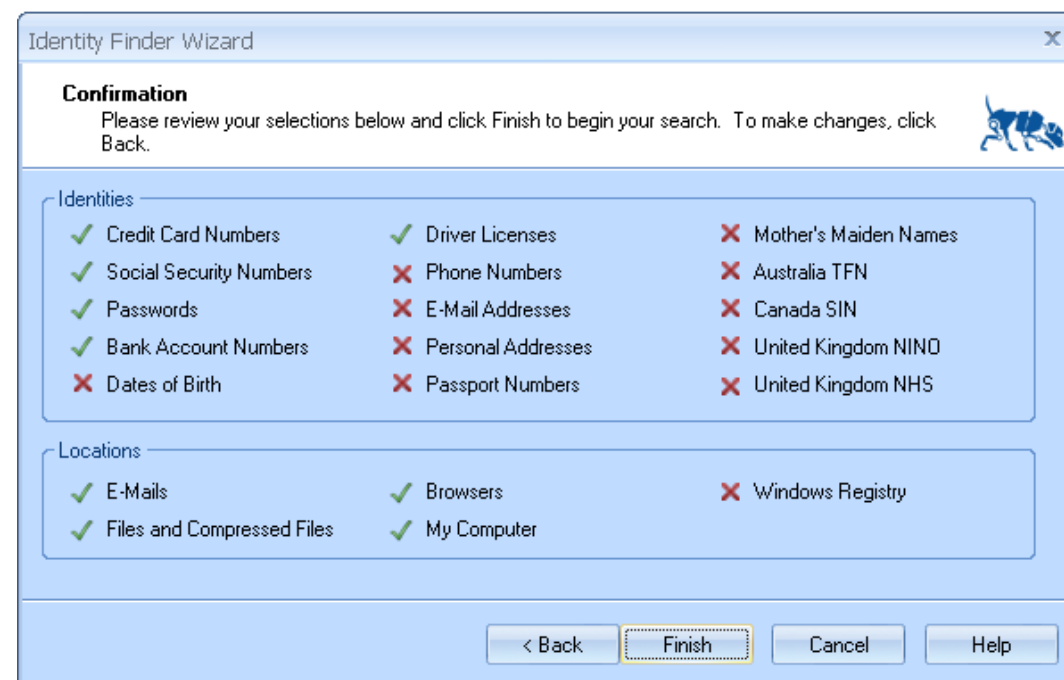 Identity Finder Wizard
Confirmation
Please review your selections below and click Finish to begin your search. To make changes, click
Back.
Identities
Credit Card Numbers
Driver Licenses
Mother's Maiden Names
Social Security Numbers
Phone Numbers
Australia TFN
Passwords
E-Mail Addresses
Canada SIN
Bank Account Numbers
Personal Addresses
United Kingdom NINO
Dates of Birth
Passport Numbers
United Kingdom NHS
Locations
E-Mails
Browsers
Windows Registry
Files and Compressed Files
My Computer
< Back
Finish
Cancel
Help